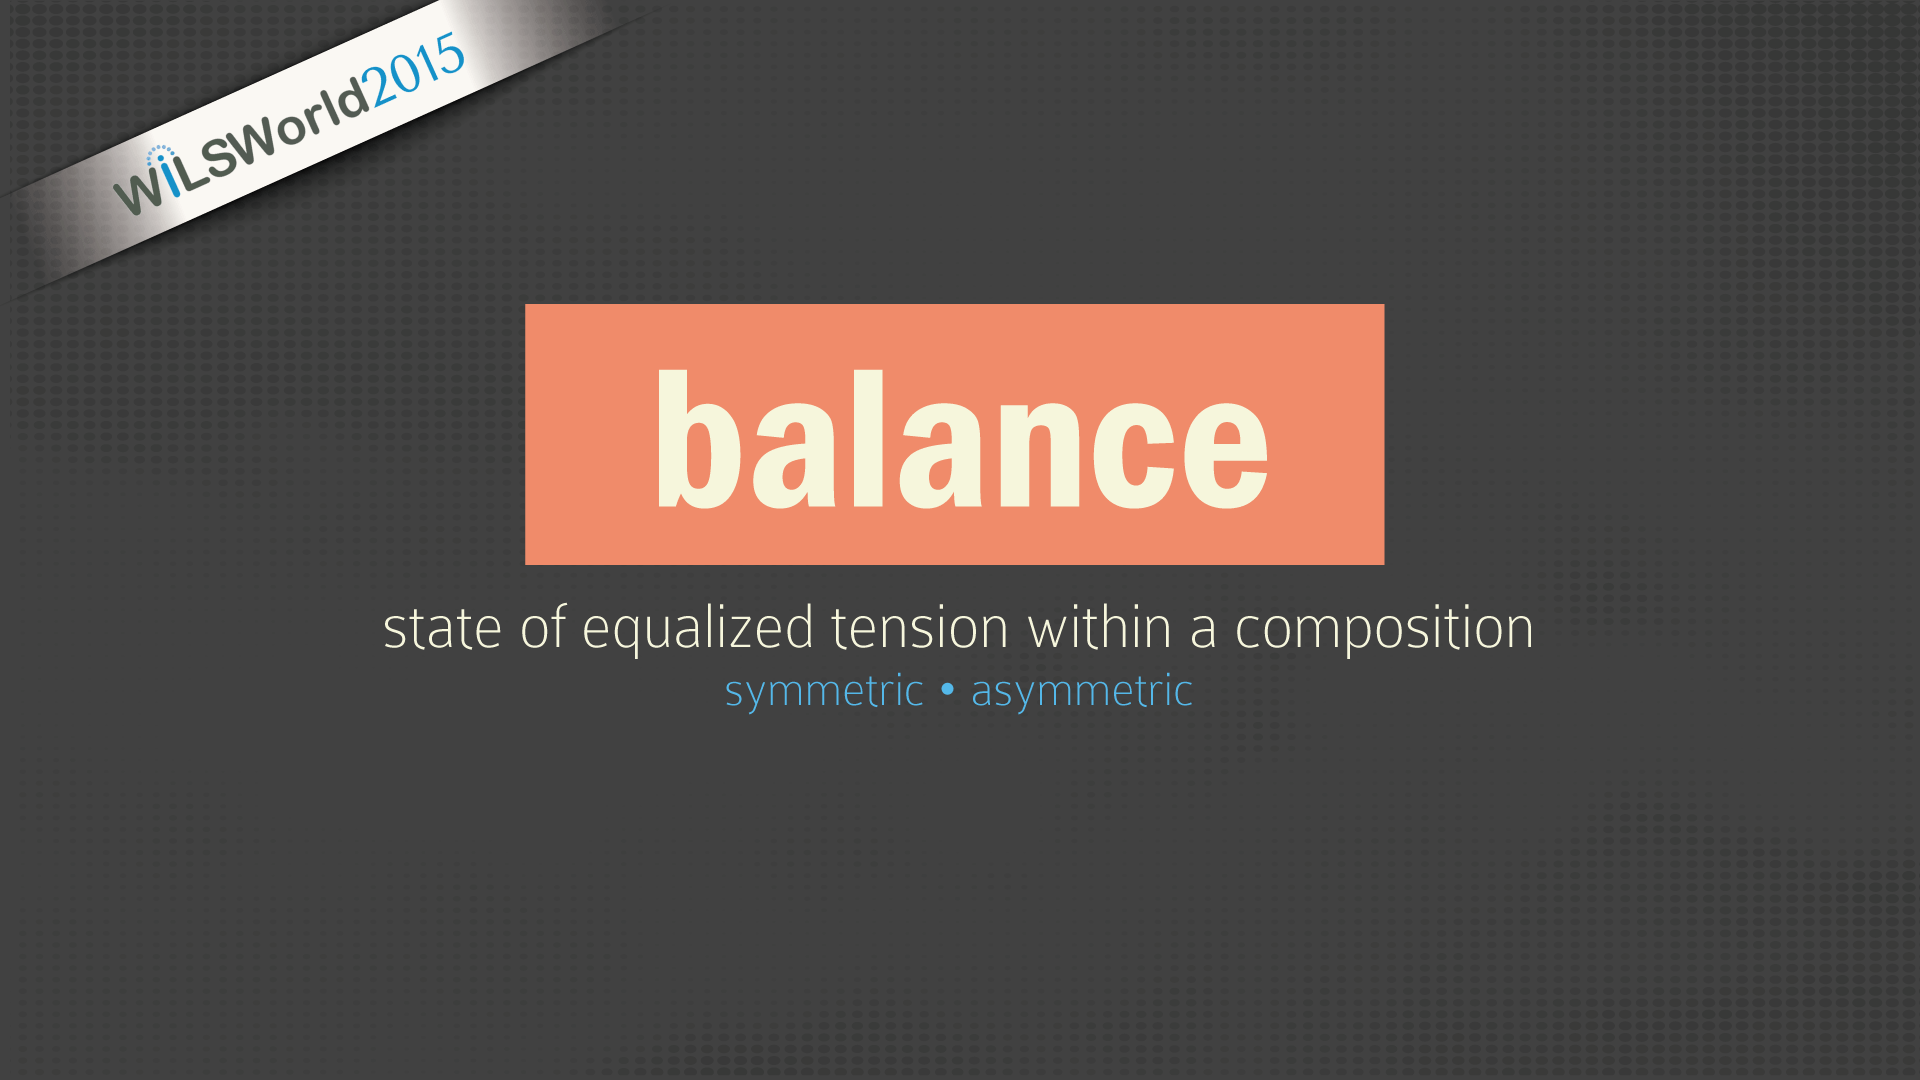 WiLSWorld2015
balance
state of equalized tension within a composition
symmetric • asymmetric